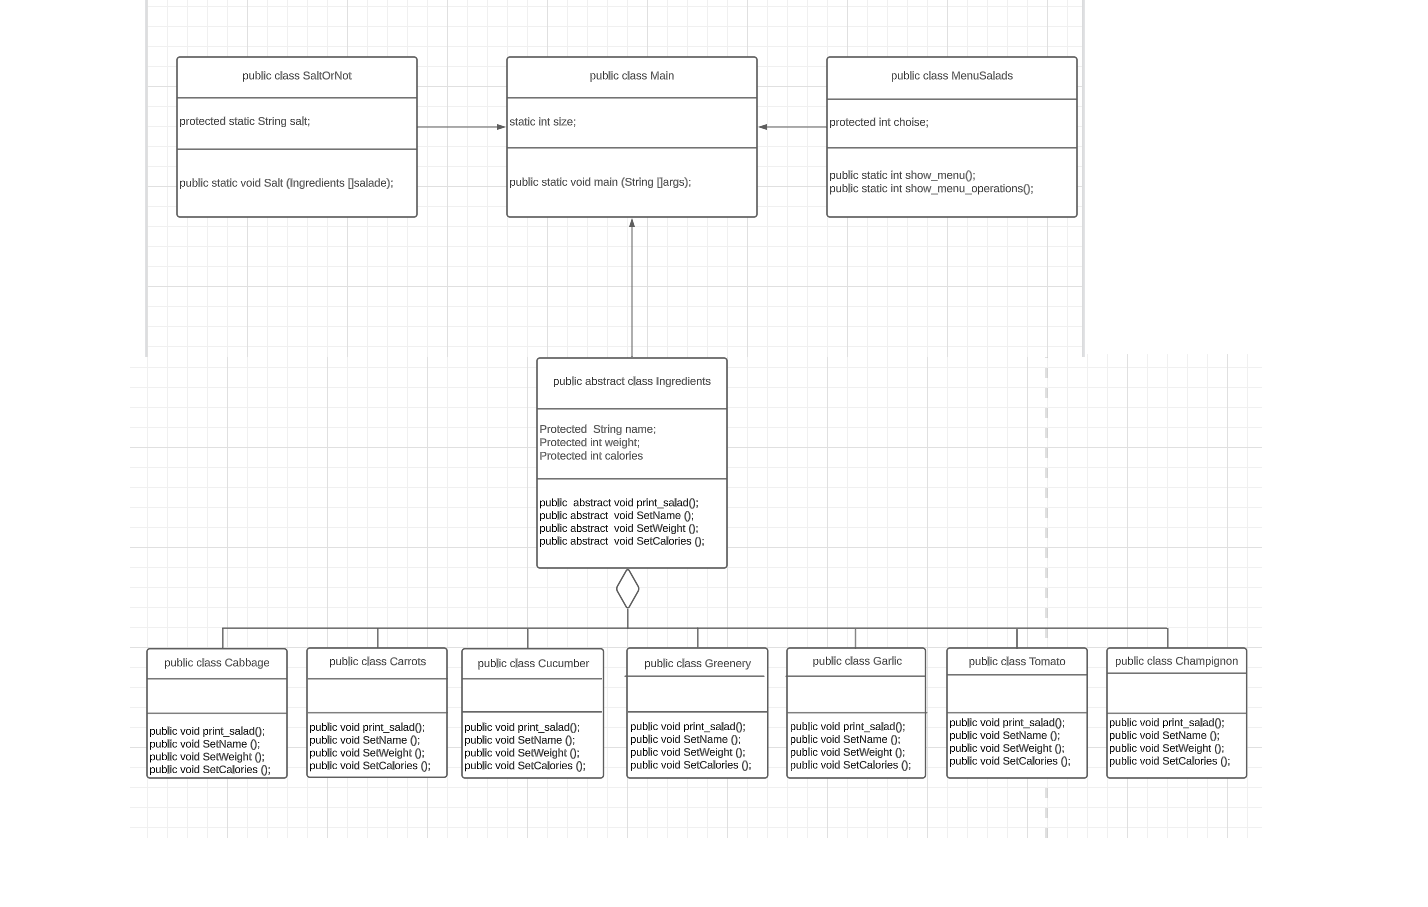 public class SaltOrNot
protected static String salt;
public static void Salt (Ingredients []salade);
public class Main
static int size;
public static void main (String []args);
public class MenuSalads
protected int choise;
public static int show_menu();
public static int show_menu_operations();
public abstract class Ingredients
Protected  String name;
Protected int weight;
Protected int calories
public  abstract void print_salad();
public abstract  void SetName ();
public abstract  void SetWeight ();
public abstract  void SetCalories ();
public class Cabbage
public void print_salad();
public void SetName ();
public void SetWeight ();
public void SetCalories ();
public class Carrots
public void print_salad();
public void SetName ();
public void SetWeight ();
public void SetCalories ();
public class Cucumber
public void print_salad();
public void SetName ();
public void SetWeight ();
public void SetCalories ();
public class Greenery
public void print_salad();
public void SetName ();
public void SetWeight ();
public void SetCalories ();
public class Garlic
public void print_salad();
public void SetName ();
public void SetWeight ();
public void SetCalories ();
public class Tomato
public void print_salad();
public void SetName ();
public void SetWeight ();
public void SetCalories ();
public class Champignon
public void print_salad();
public void SetName ();
public void SetWeight ();
public void SetCalories ();